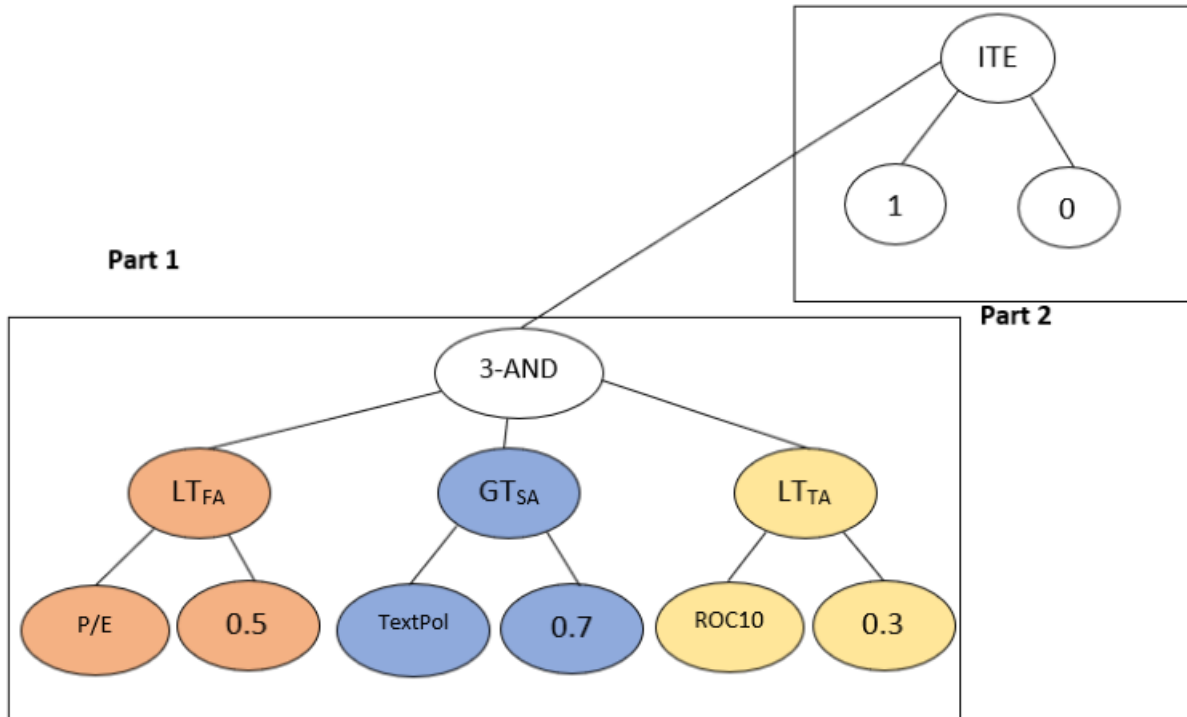 ITE
1
0
Part 1
Part 2
3-AND
LTFA
GTSA
LTTA
P/E
0.5
TextPol
0.7
ROC10
0.3